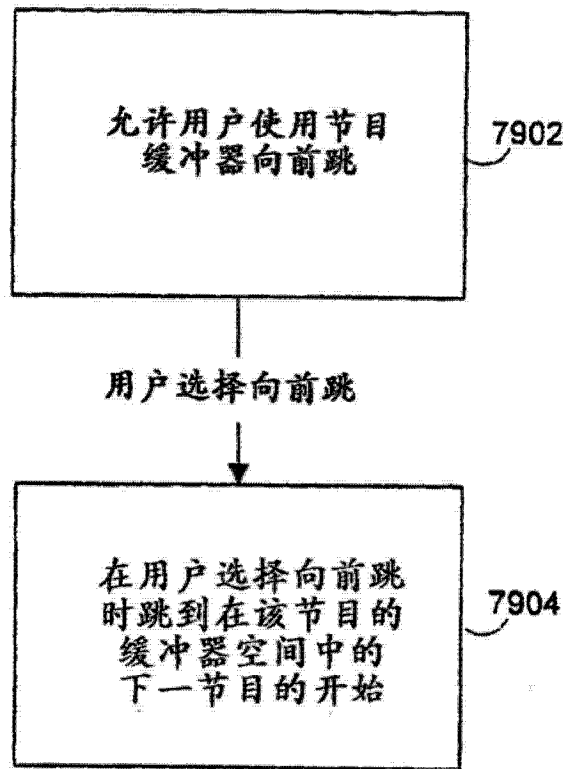 允许用户使用节目
缓冲器向前跳
7902
用户选择向前跳
在用户选择向前跳
时跳到在该节目的
缓冲器空间中的
下一节目的开始
7904